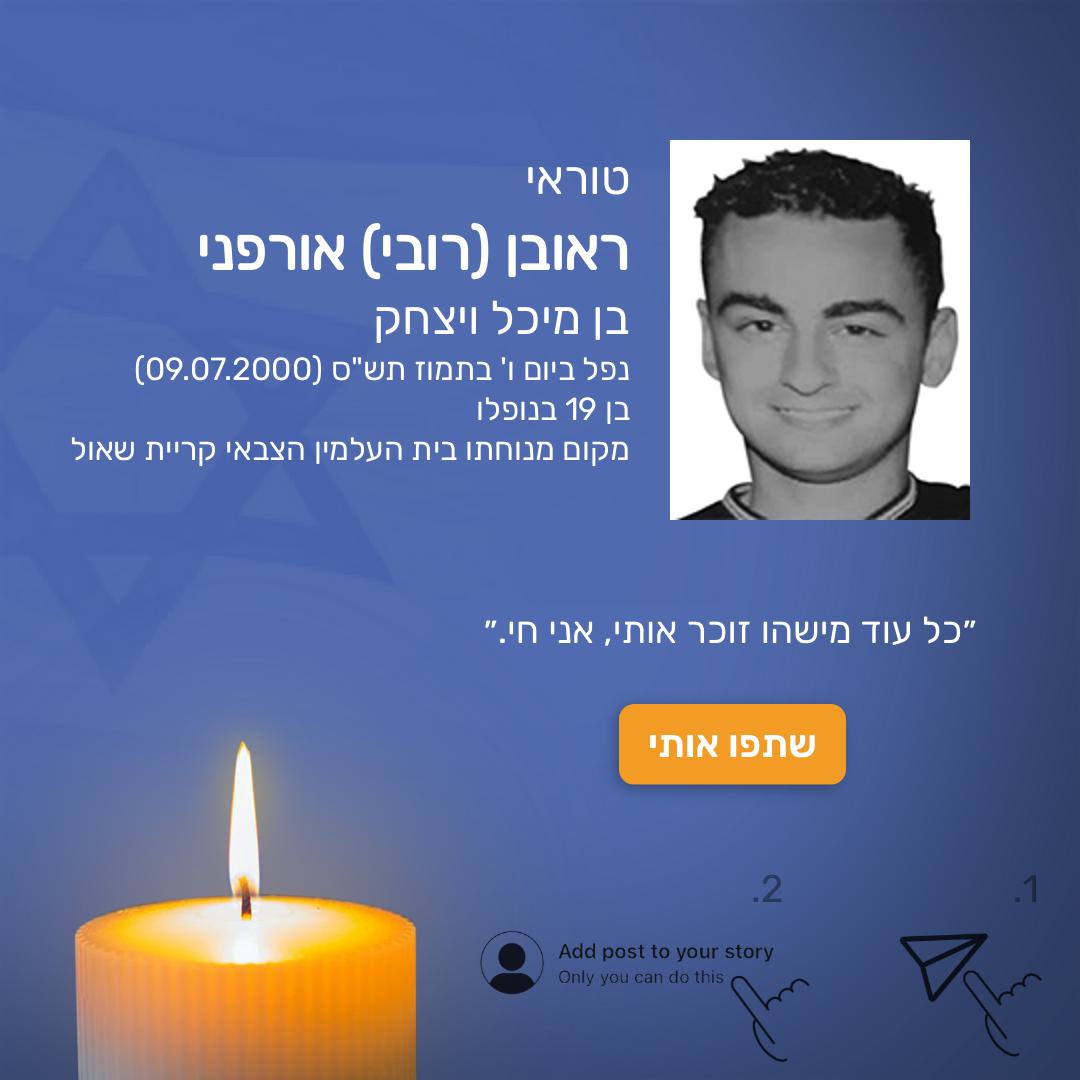 טוראי
ראובן (רובי) אורפני
בן מיכל ויצחק
נפל ביום ו' בתמוז תש"ס (09.07.2000)
בן 19 בנופלו
מקום מנוחתו בית העלמין הצבאי קריית שאול
״כל עוד מישהו זוכר אותי, אני חי.״
שתפו אותי
.1
.2
Add post to your story
Only you can do this